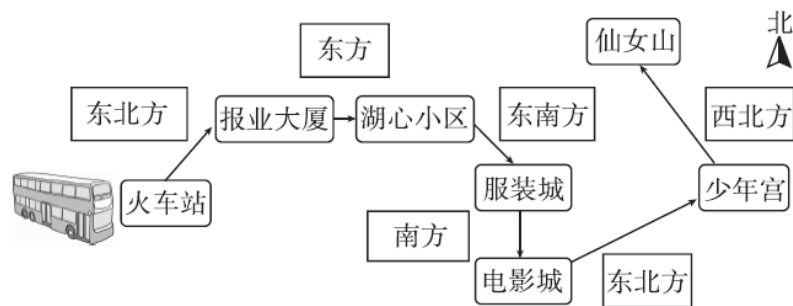 东方
仙女山
北
东北方
报业大厦
湖心小区
东南方
西北方
火车站
服装城
少年宫
南方
电影城
东北方